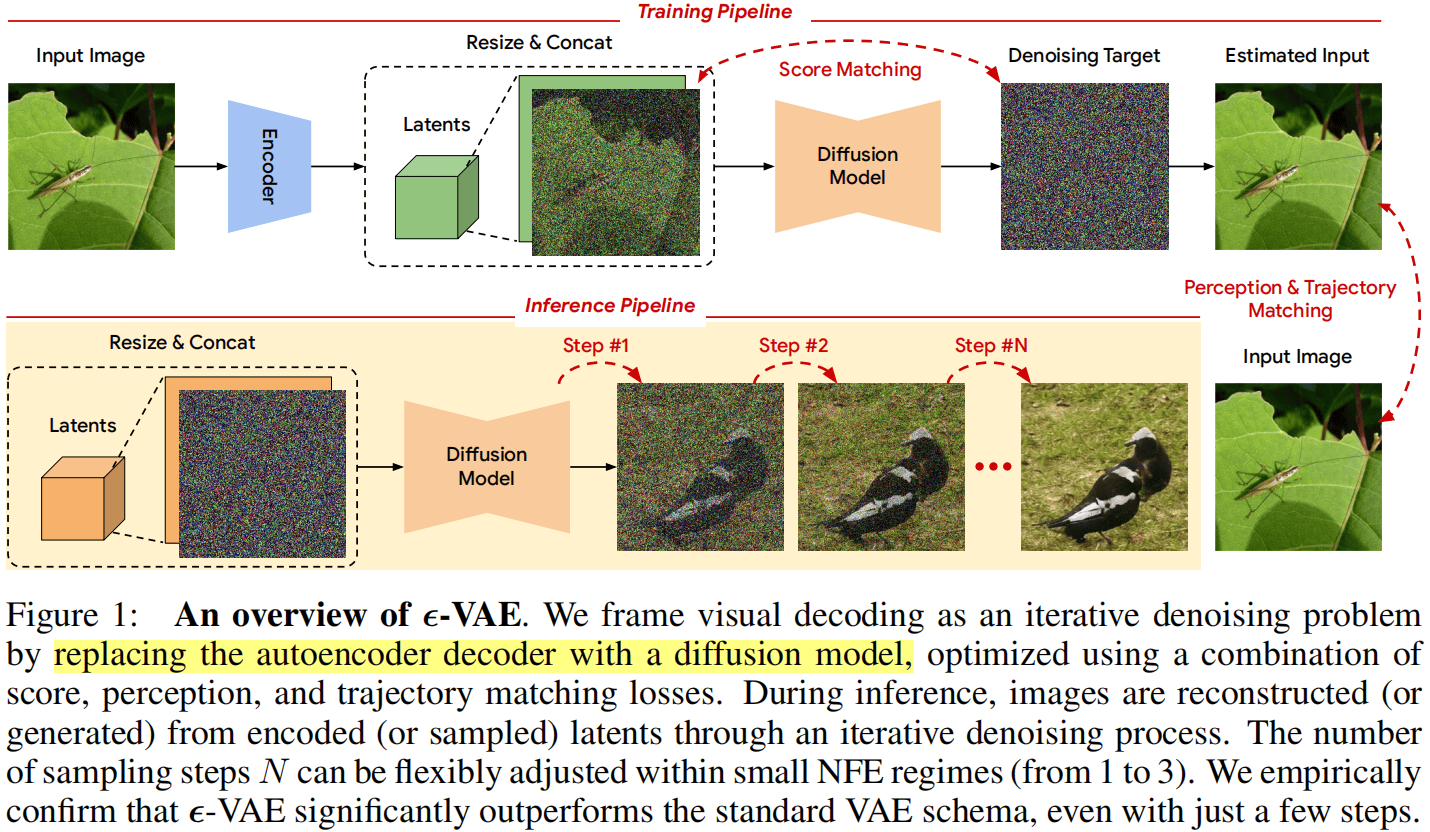 Training Pipeline
Input Image
Encoder
Resize & Concat
Latents
Score Matching
Diffusion
Model
Denoising Target
Estimated Input
Perception & Trajectory
Matching
Input Image
Inference Pipeline
Resize & Concat
Latents
Diffusion
Model
Step #1
Step #2
Step #N
Figure 1: An overview of ϵ-VAE. We frame visual decoding as an iterative denoising problem
by replacing the autoencoder decoder with a diffusion model, optimized using a combination of
score, perception, and trajectory matching losses. During inference, images are reconstructed (or
generated) from encoded (or sampled) latents through an iterative denoising process. The number
of sampling steps N can be flexibly adjusted within small NFE regimes (from 1 to 3). We empirically
confirm that ϵ-VAE significantly outperforms the standard VAE schema, even with just a few steps.